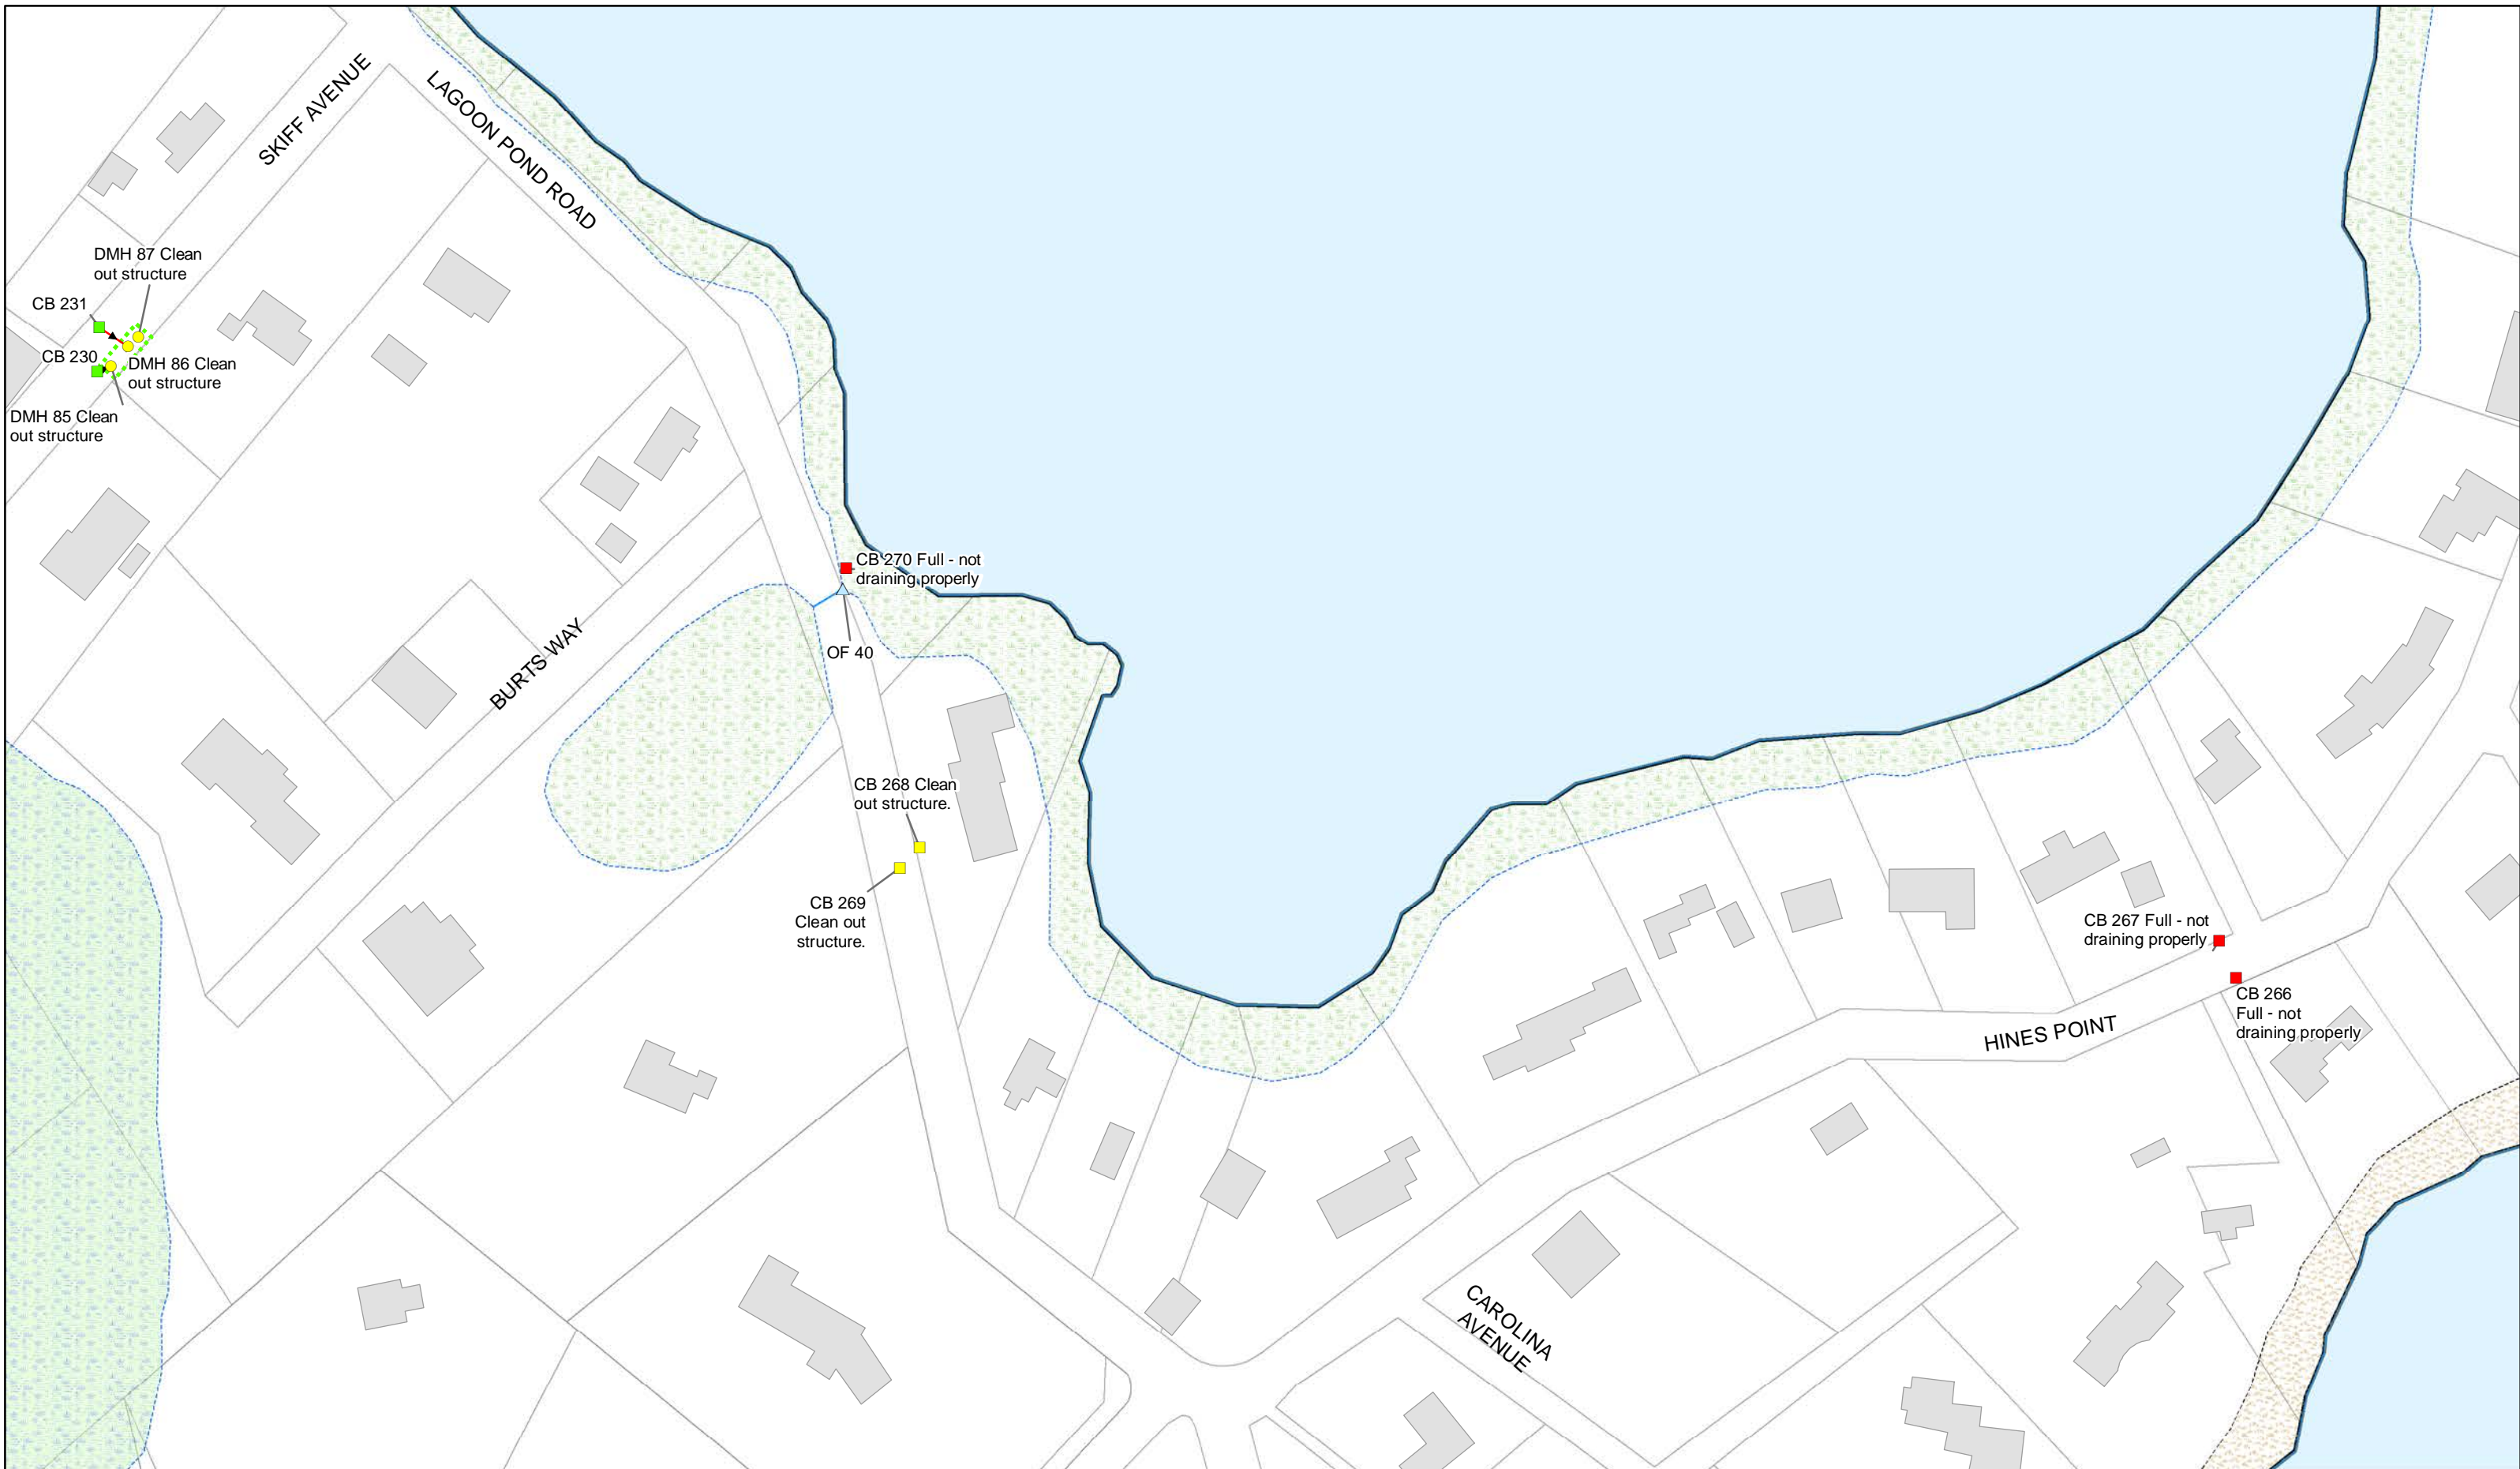 SKIFF AVENUE
LAGOON POND ROAD
DMH 87 Clean
out structure
CB 231
CB 230
DMH 86 Clean
out structure
DMH 85 Clean
out structure
CB 270 Full - not
draining properly
OF 40
BURTS WAY
CB 268 Clean
out structure.
CB 269
Clean out
structure.
CB 267 Full - not
draining properly
CB 266
Full - not
draining properly
HINES POINT
CAROLINA
AVENUE